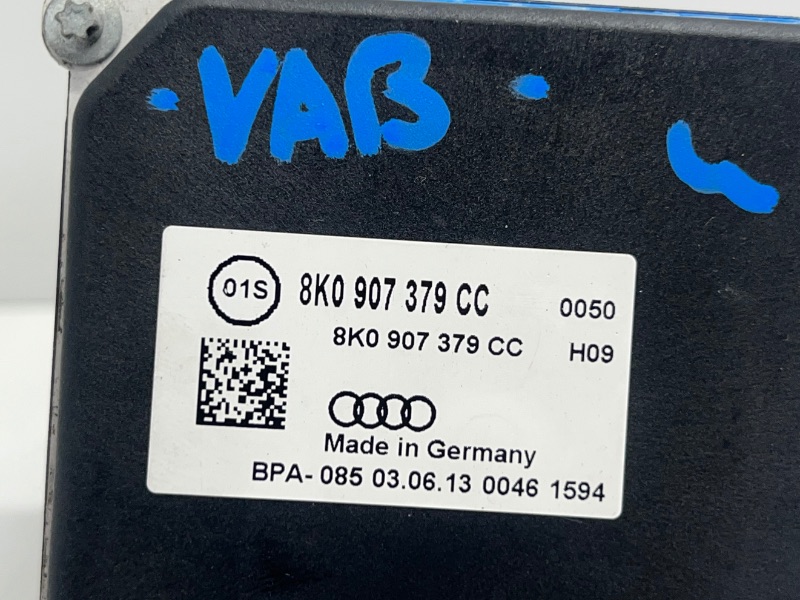 VAB
01S
8K0 907 379 CC 0050
8K0 907 379 CC H09
Made in Germany
BPA- 085 03.06.13 0046 1594